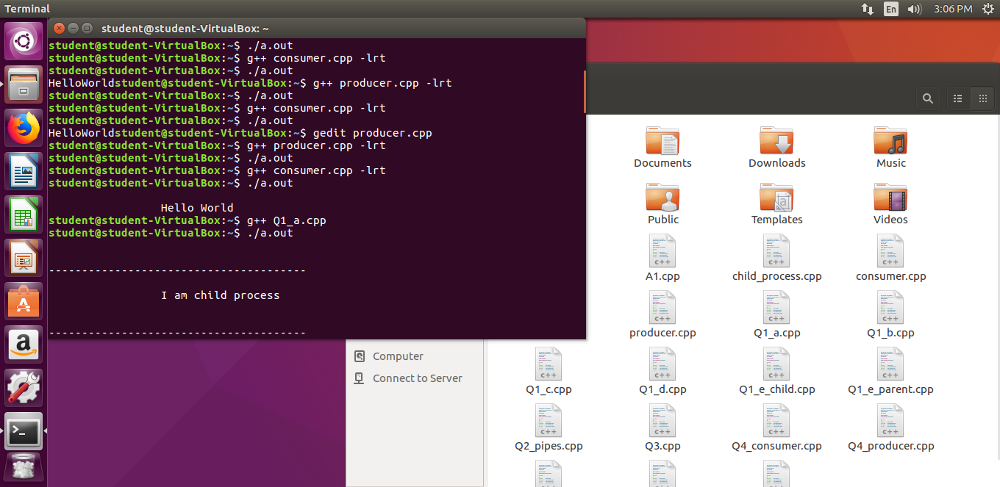 Terminal
En
3:06 PM
student@student-VirtualBox: ~
student@student-VirtualBox:~$ ./a.out
student@student-VirtualBox:~$ g++ consumer.cpp -lrt
student@student-VirtualBox:~$ ./a.out
HelloWorldstudent@student-VirtualBox:~$ g++ producer.cpp -lrt
student@student-VirtualBox:~$ ./a.out
student@student-VirtualBox:~$ g++ consumer.cpp -lrt
student@student-VirtualBox:~$ ./a.out
HelloWorldstudent@student-VirtualBox:~$ gedit producer.cpp
student@student-VirtualBox:~$ g++ producer.cpp -lrt
student@student-VirtualBox:~$ ./a.out
student@student-VirtualBox:~$ g++ consumer.cpp -lrt
student@student-VirtualBox:~$ ./a.out
Hello World
student@student-VirtualBox:~$ g++ Q1_a.cpp
student@student-VirtualBox:~$ ./a.out
---------------------------------------
I am child process
---------------------------------------
Computer
Connect to Server
Documents
Downloads
Music
Public
Templates
Videos
A1.cpp
child_process.cpp
consumer.cpp
producer.cpp
Q1_a.cpp
Q1_b.cpp
Q1_c.cpp
Q1_d.cpp
Q1_e_child.cpp
Q1_e_parent.cpp
Q2_pipes.cpp
Q3.cpp
Q4_consumer.cpp
Q4_producer.cpp